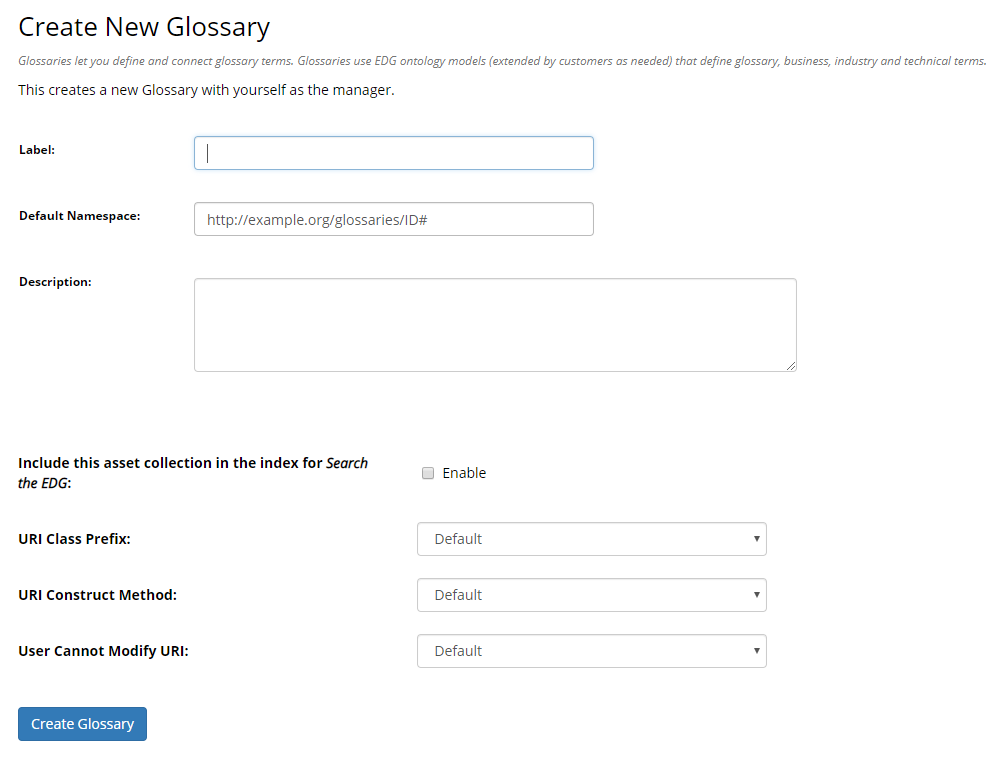 Create New Glossary
Glossaries let you define and connect glossary terms. Glossaries use EDG ontology models (extended by customers as needed) that define glossary, business, industry and technical terms.
This creates a new Glossary with yourself as the manager.
Label:
Default Namespace:
http://example.org/glossaries/ID#
Description:
Include this asset collection in the index for Search
the EDG:
Enable
URI Class Prefix:
Default
URI Construct Method:
Default
User Cannot Modify URI:
Default
Create Glossary